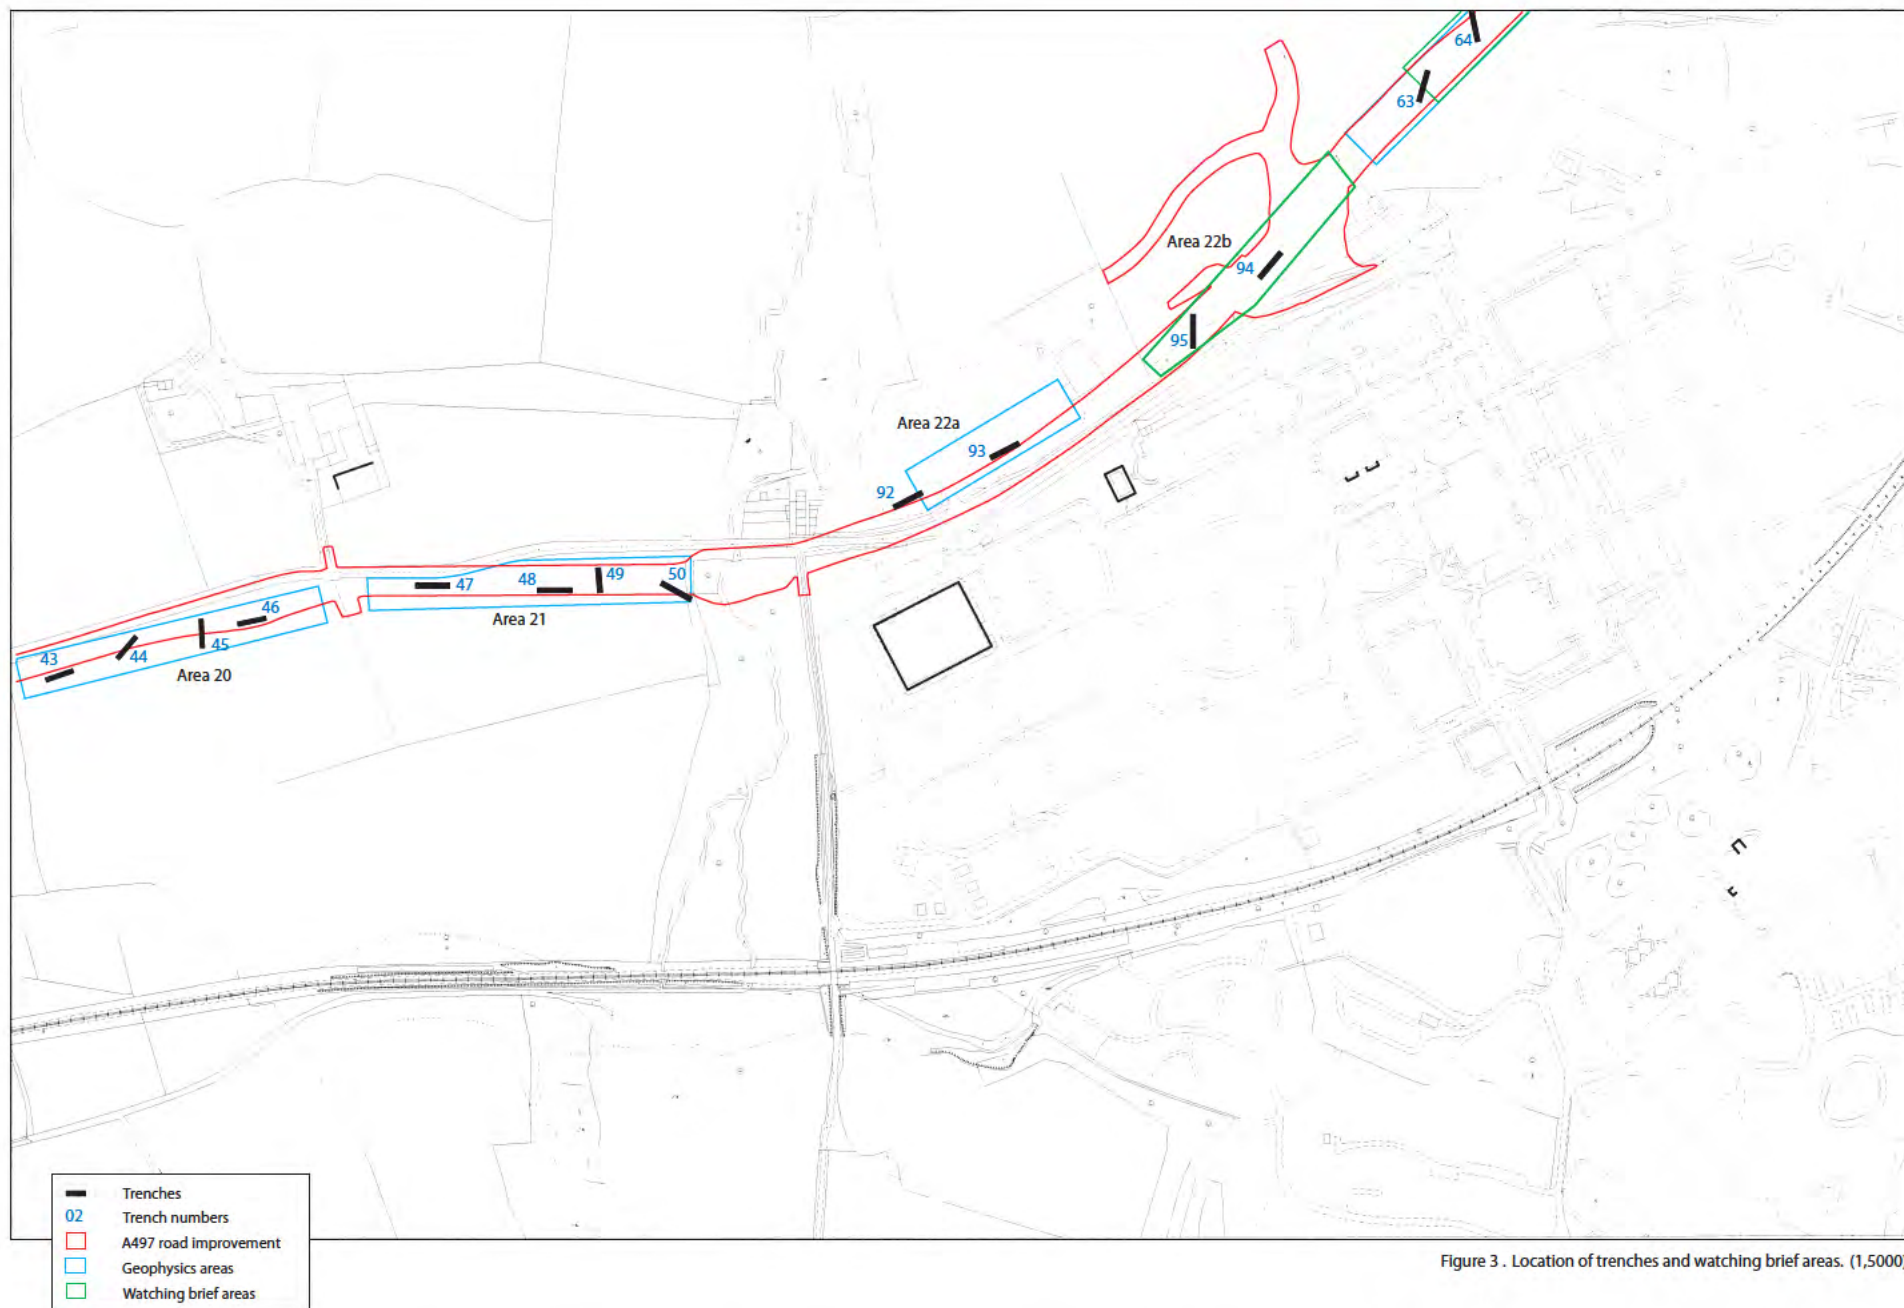 64
63
Area 22b
94
95
Area 22a
93
92
47
48
49
50
Area 21
46
45
44
43
Area 20
Trenches
02 Trench numbers
A497 road improvement
Geophysics areas
Watching brief areas
Figure 3 . Location of trenches and watching brief areas. (1,5000)